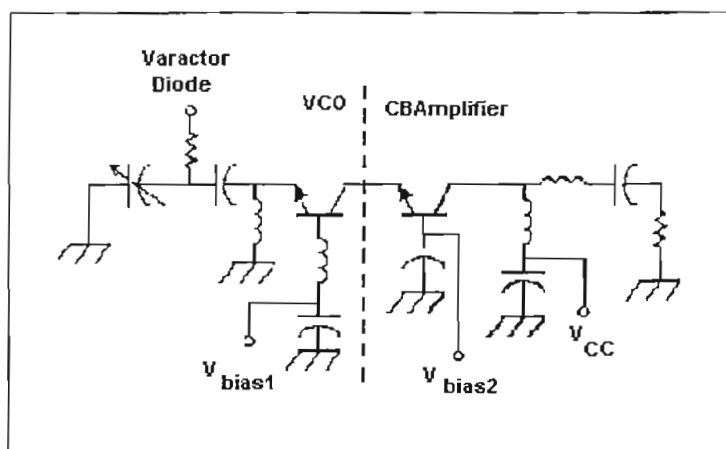 Varactor
Diode
VCO
CBAmplifier
V bias1
V bias2
V CC